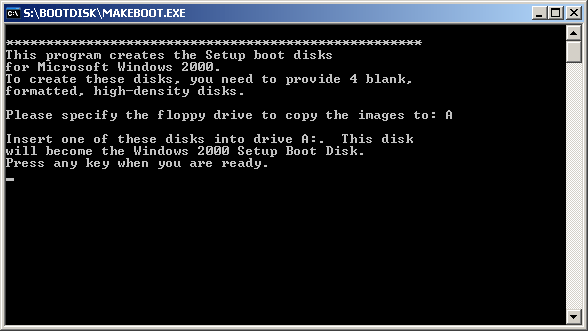 S:\BOOTDISK\MAKEBOOT.EXE
****************************************************
This program creates the Setup boot disks
for Microsoft Windows 2000.
To create these disks, you need to provide 4 blank,
formatted, high-density disks.
Please specify the floppy drive to copy the images to: A
Insert one of these disks into drive A:.  This disk
will become the Windows 2000 Setup Boot Disk.
Press any key when you are ready.